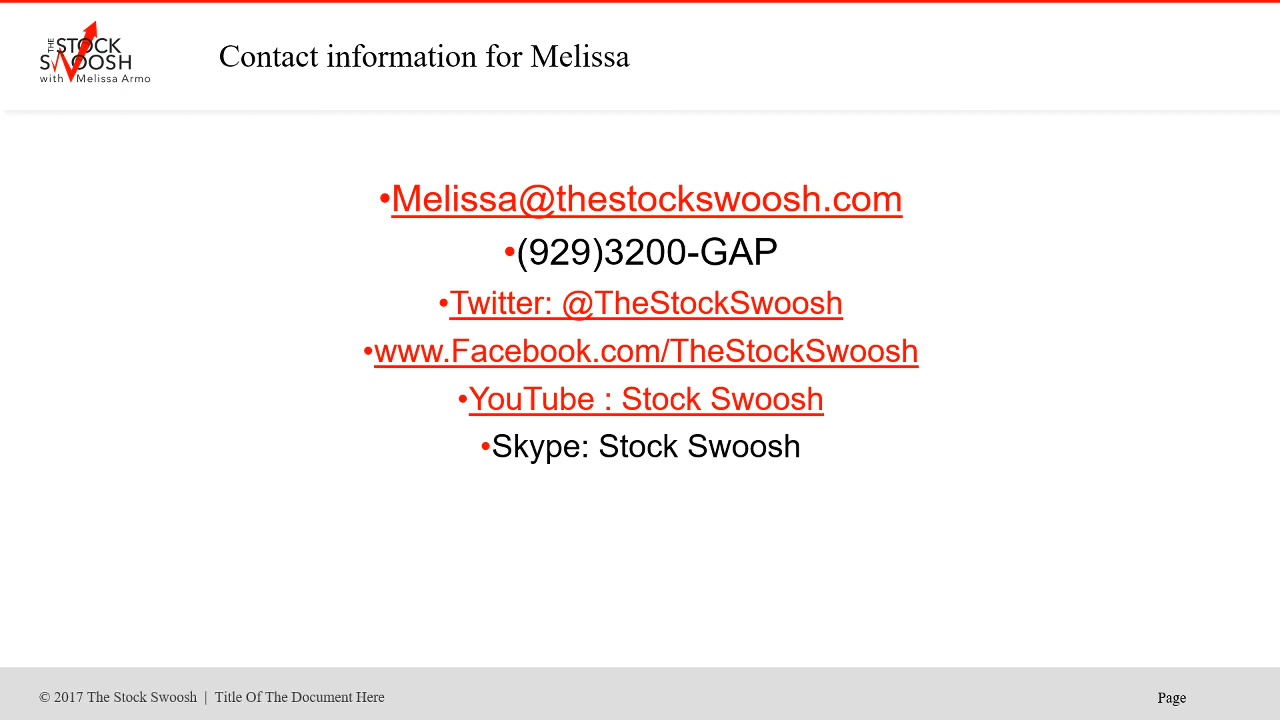 THE STOCK
SWOOSH
with Melissa Armo
Contact information for Melissa
•Melissa@thestockswoosh.com
•(929)3200-GAP
•Twitter: @TheStockSwoosh
•www.Facebook.com/TheStockSwoosh
•YouTube : Stock Swoosh
•Skype: Stock Swoosh
© 2017 The Stock Swoosh | Title Of The Document Here
Page